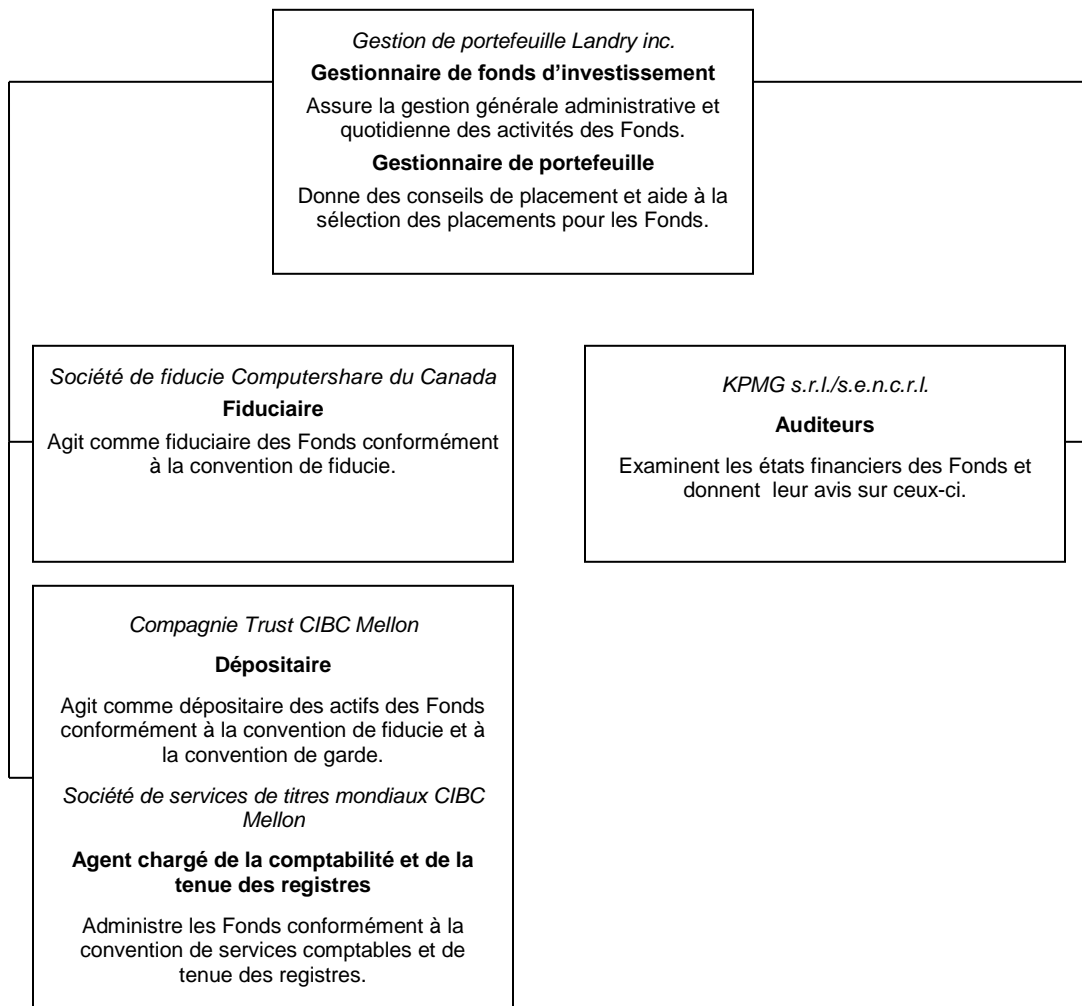 Gestion de portefeuille Landry inc.
Gestionnaire de fonds d’investissement
Assure la gestion générale administrative et
quotidienne des activités des Fonds.
Gestionnaire de portefeuille
Donne des conseils de placement et aide à la
sélection des placements pour les Fonds.
Société de fiducie Computershare du Canada
Fiduciaire
Agit comme fiduciaire des Fonds conformément
à la convention de fiducie.
KPMG s.r.l./s.e.n.c.r.l.
Auditeurs
Examinent les états financiers des Fonds et
donnent leur avis sur ceux-ci.
Compagnie Trust CIBC Mellon
Dépositaire
Agit comme dépositaire des actifs des Fonds
conformément à la convention de fiducie et à
la convention de garde.
Société de services de titres mondiaux CIBC
Mellon
Agent chargé de la comptabilité et de la
tenue des registres
Administre les Fonds conformément à la
convention de services comptables et de
tenue des registres.